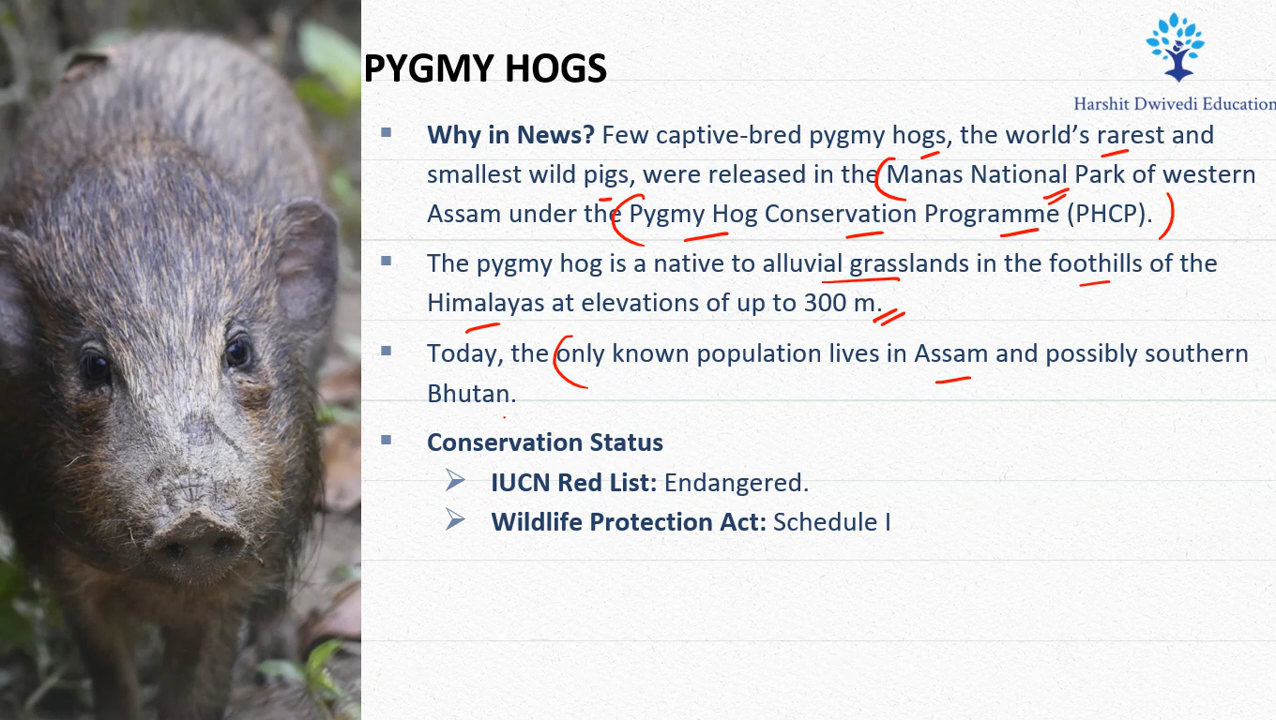 PYGMY HOGS
Harshit Dwivedi Education
Why in News? Few captive-bred pygmy hogs, the world's rarest and
smallest wild pigs, were released in the Manas National Park of western
Assam under the Pygmy Hog Conservation Programme (PHCP).
The pygmy hog is a native to alluvial grasslands in the foothills of the
Himalayas at elevations of up to 300 m.
Today, the only known population lives in Assam and possibly southern
Bhutan.
Conservation Status
IUCN Red List: Endangered.
Wildlife Protection Act: Schedule I